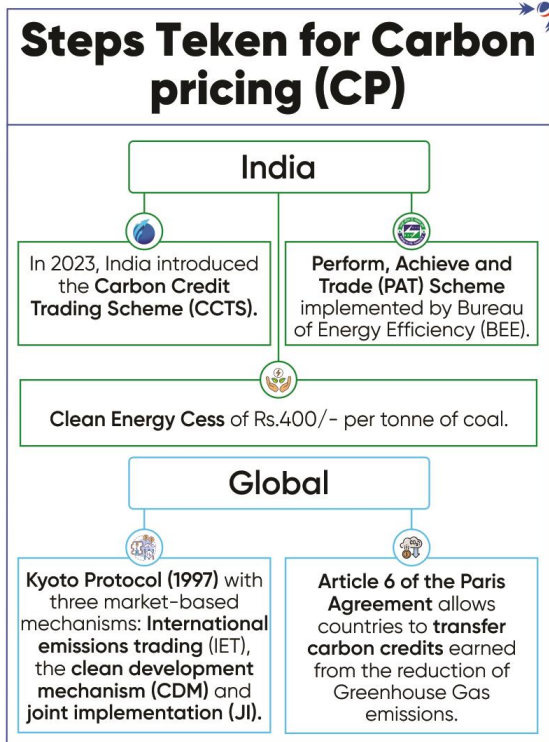 Steps Teken for Carbon
pricing (CP)
India
In 2023, India introduced
the Carbon Credit
Trading Scheme (CCTS).
Perform, Achieve and
Trade (PAT) Scheme
implemented by Bureau
of Energy Efficiency (BEE).
Clean Energy Cess of Rs.400/- per tonne of coal.
Global
Kyoto Protocol (1997) with
three market-based
mechanisms: International
emissions trading (IET),
the clean development
mechanism (CDM) and
joint implementation (JI).
Article 6 of the Paris
Agreement allows
countries to transfer
carbon credits earned
from the reduction of
Greenhouse Gas
emissions.